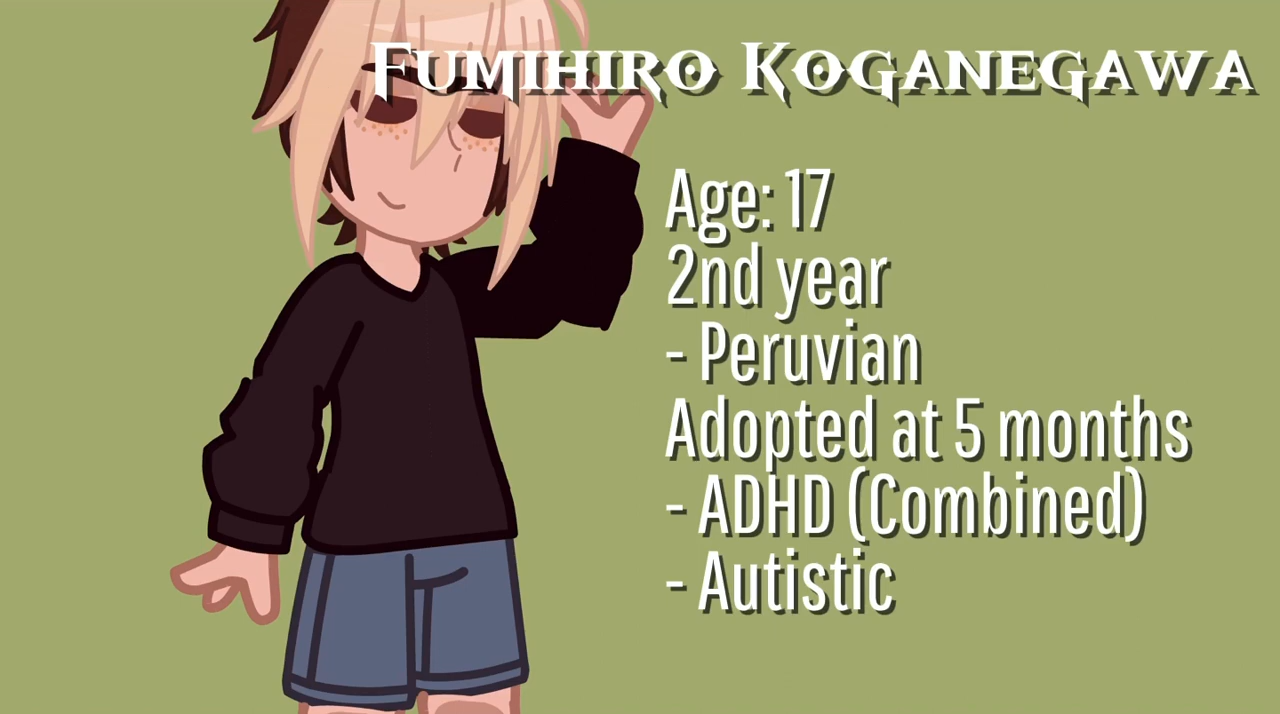 Fumihiro Koganegawa
Age: 17
2nd year
- Peruvian
Adopted at 5 months
- ADHD (Combined)
- Autistic